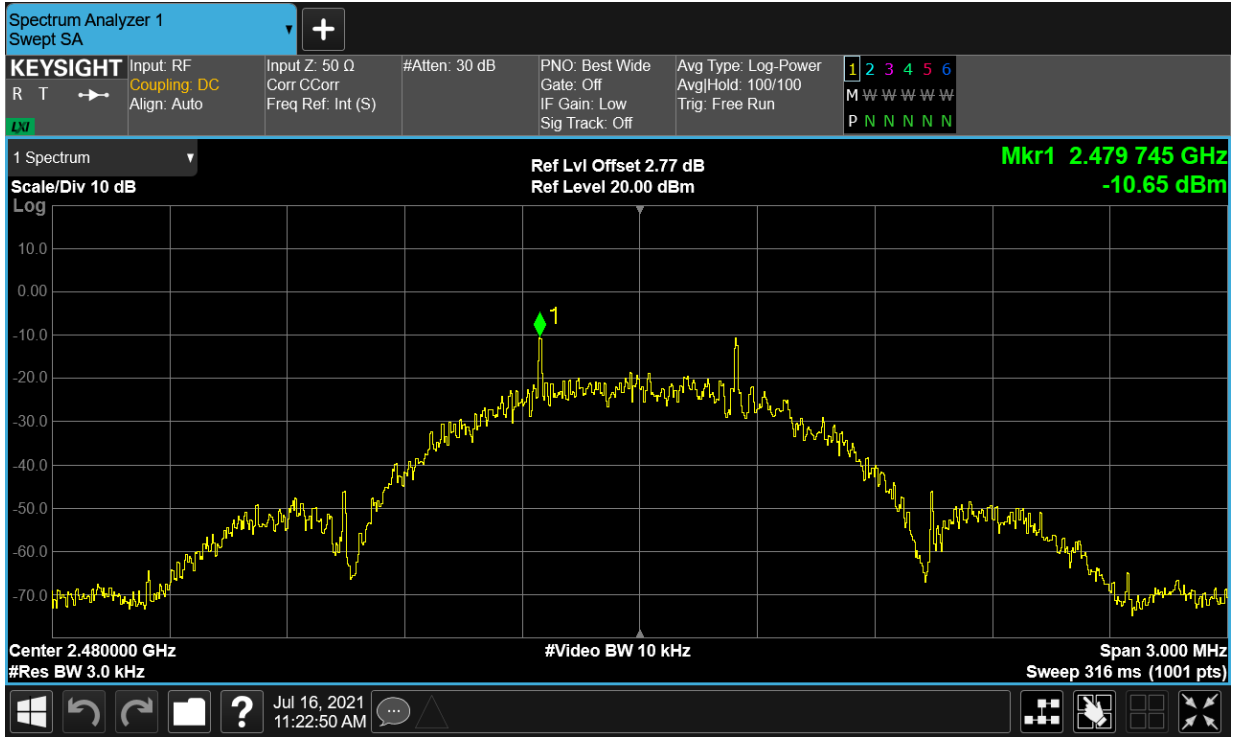 Spectrum Analyzer 1
Swept SA
KEYSIGHT
R T
LXI
Input: RF
Coupling: DC
Align: Auto
Input Z: 50 Ω
Corr CCorr
Freq Ref: Int (S)
#Atten: 30 dB
PNO: Best Wide
Gate: Off
IF Gain: Low
Sig Track: Off
Avg Type: Log-Power
Avg|Hold: 100/100
Trig: Free Run
1 2 3 4 5 6
M W W W W W
P N N N N N
1 Spectrum
Scale/Div 10 dB
Log
Ref Lvl Offset 2.77 dB
Ref Level 20.00 dBm
Mkr1 2.479 745 GHz
-10.65 dBm
10.0
0.00
1
-10.0
-20.0
-30.0
-40.0
-50.0
-60.0
-70.0
Center 2.480000 GHz
#Res BW 3.0 kHz
#Video BW 10 kHz
Span 3.000 MHz
Sweep 316 ms (1001 pts)
?
Jul 16, 2021
11:22:50 AM